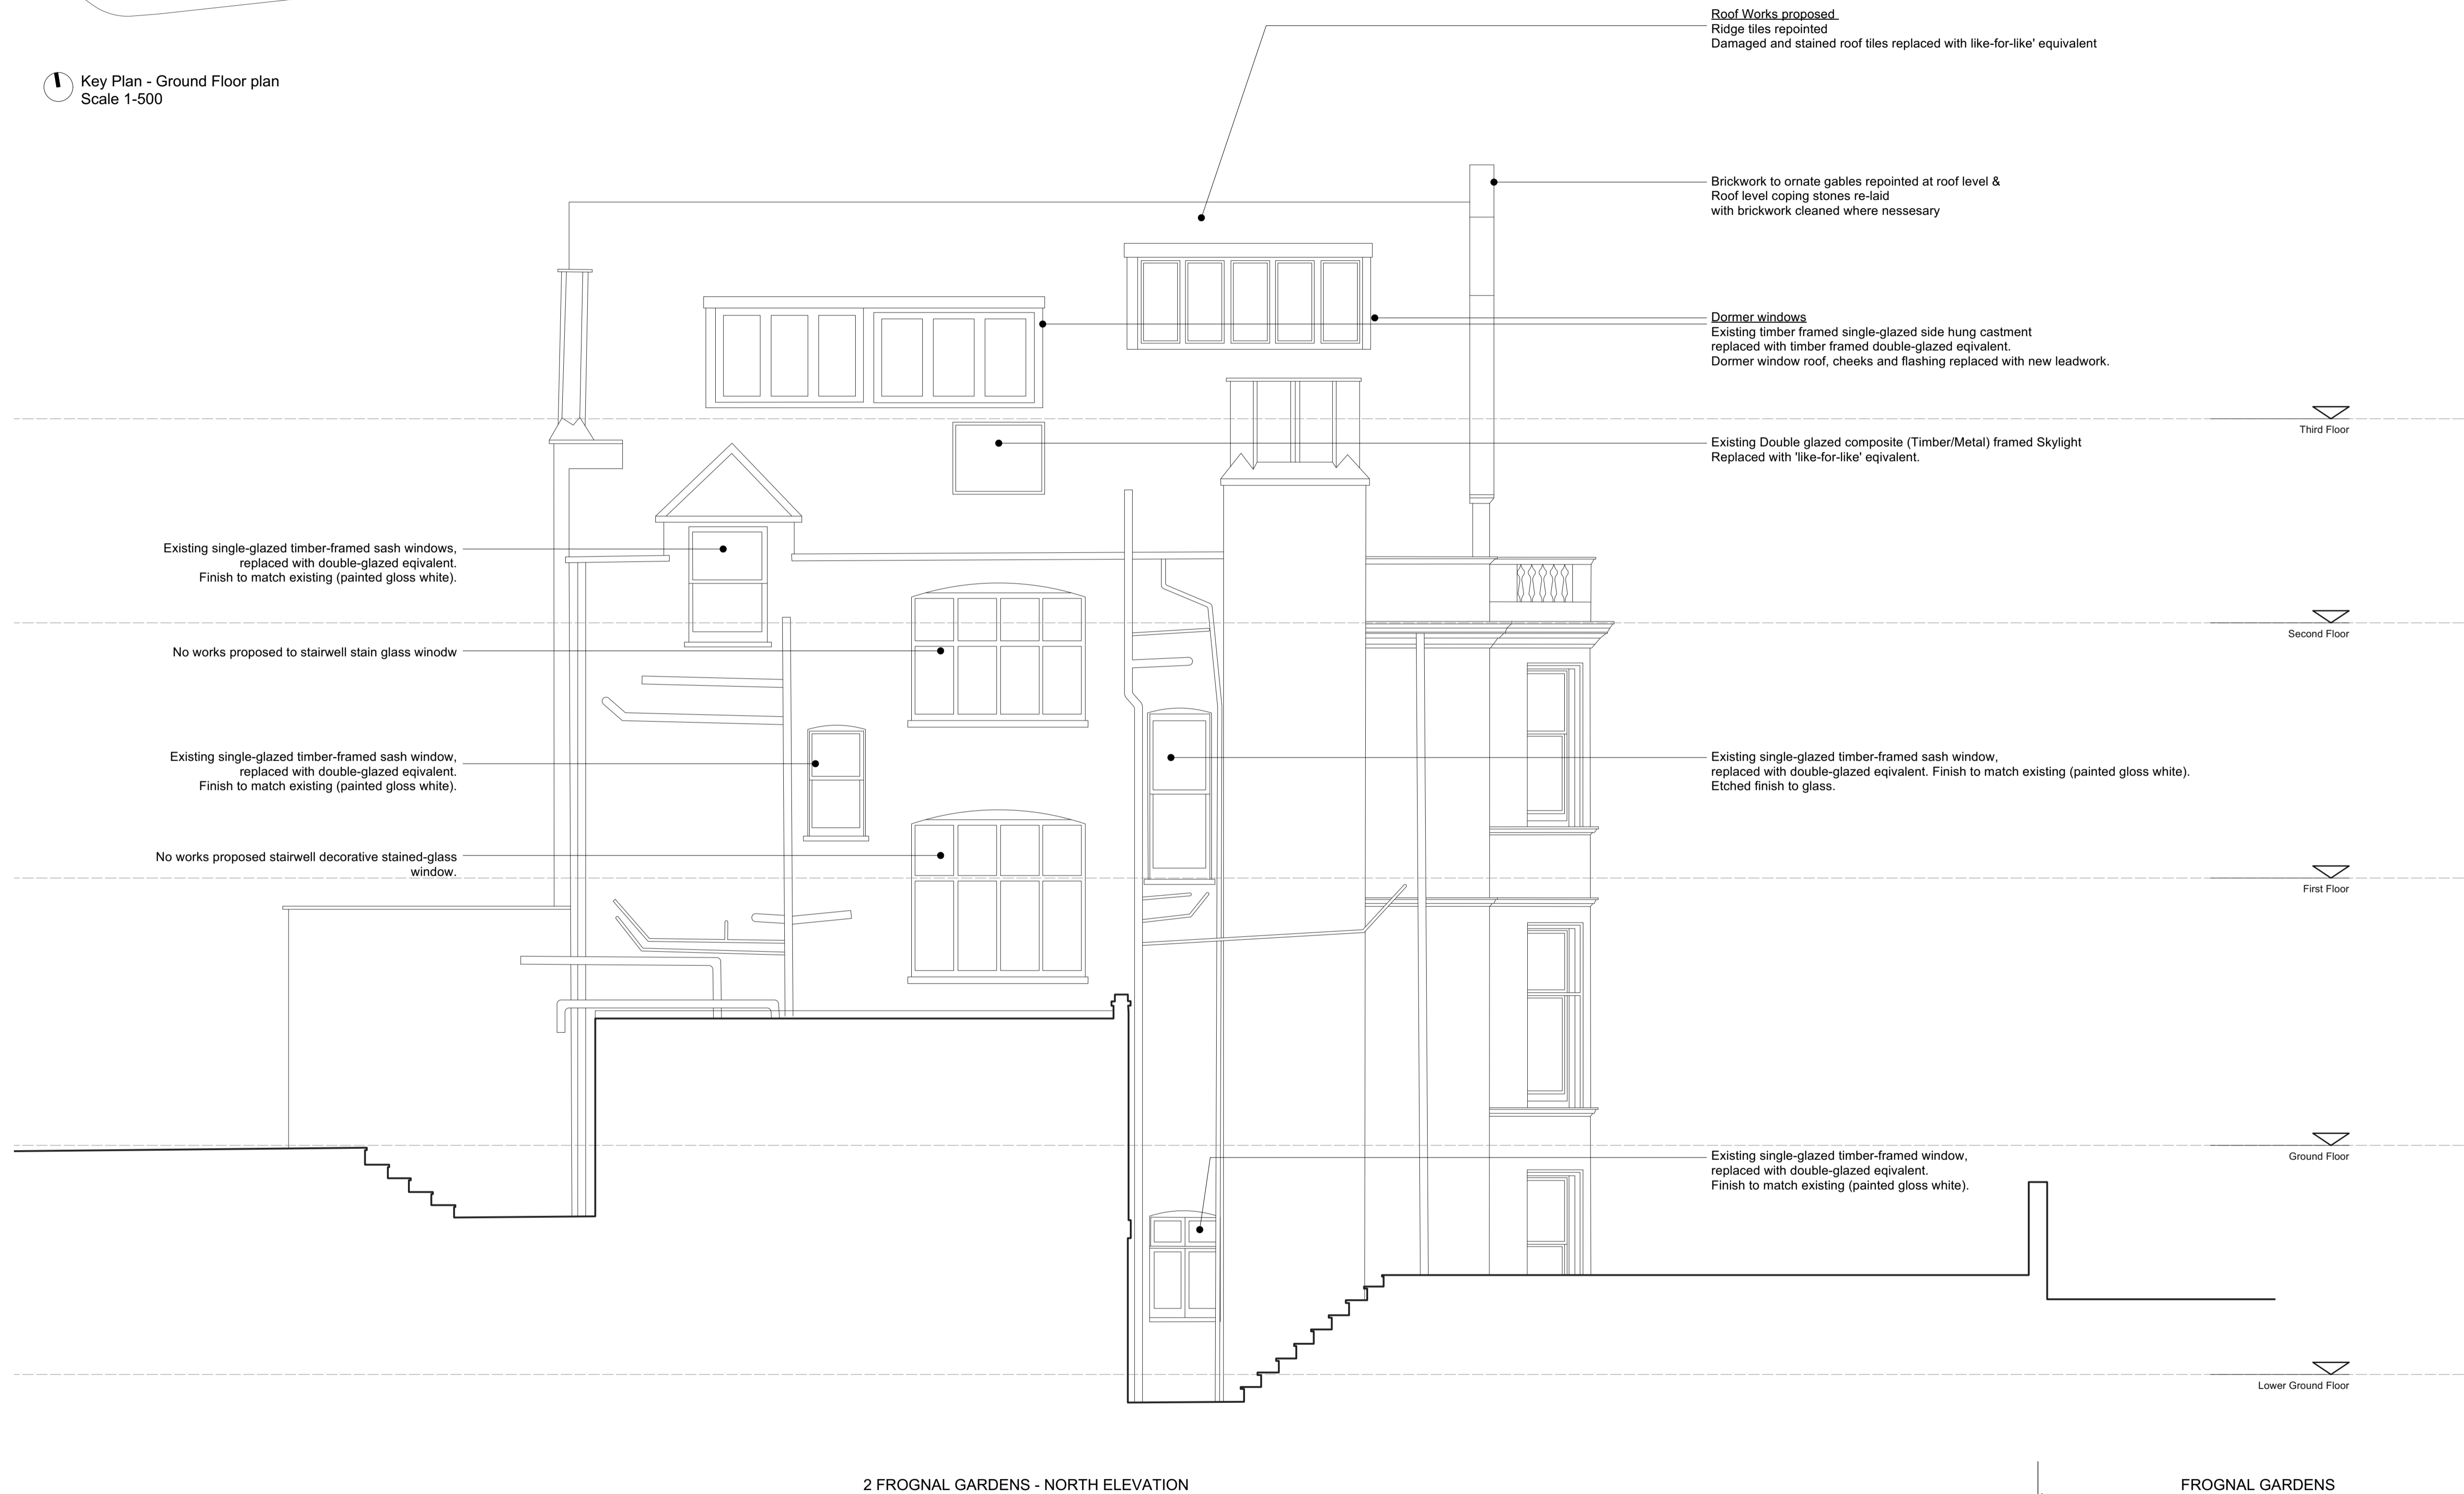 Roof Works proposed
Ridge tiles repointed
Damaged and stained roof tiles replaced with like-for-like' equivalent
Key Plan - Ground Floor plan
Scale 1-500
Brickwork to ornate gables repointed at roof level &
Roof level coping stones re-laid
with brickwork cleaned where nessesary
Dormer windows
Existing timber framed single-glazed side hung castment
replaced with timber framed double-glazed eqivalent.
Dormer window roof, cheeks and flashing replaced with new leadwork.
Third Floor
Existing Double glazed composite (Timber/Metal) framed Skylight
Replaced with 'like-for-like' eqivalent.
Existing single-glazed timber-framed sash windows,
replaced with double-glazed eqivalent.
Finish to match existing (painted gloss white).
Second Floor
No works proposed to stairwell stain glass winodw
Existing single-glazed timber-framed sash window,
replaced with double-glazed eqivalent.
Finish to match existing (painted gloss white).
Existing single-glazed timber-framed sash window,
replaced with double-glazed eqivalent. Finish to match existing (painted gloss white).
Etched finish to glass.
No works proposed stairwell decorative stained-glass
window.
First Floor
Ground Floor
Existing single-glazed timber-framed window,
replaced with double-glazed eqivalent.
Finish to match existing (painted gloss white).
Lower Ground Floor
2 FROGNAL GARDENS - NORTH ELEVATION
FROGNAL GARDENS